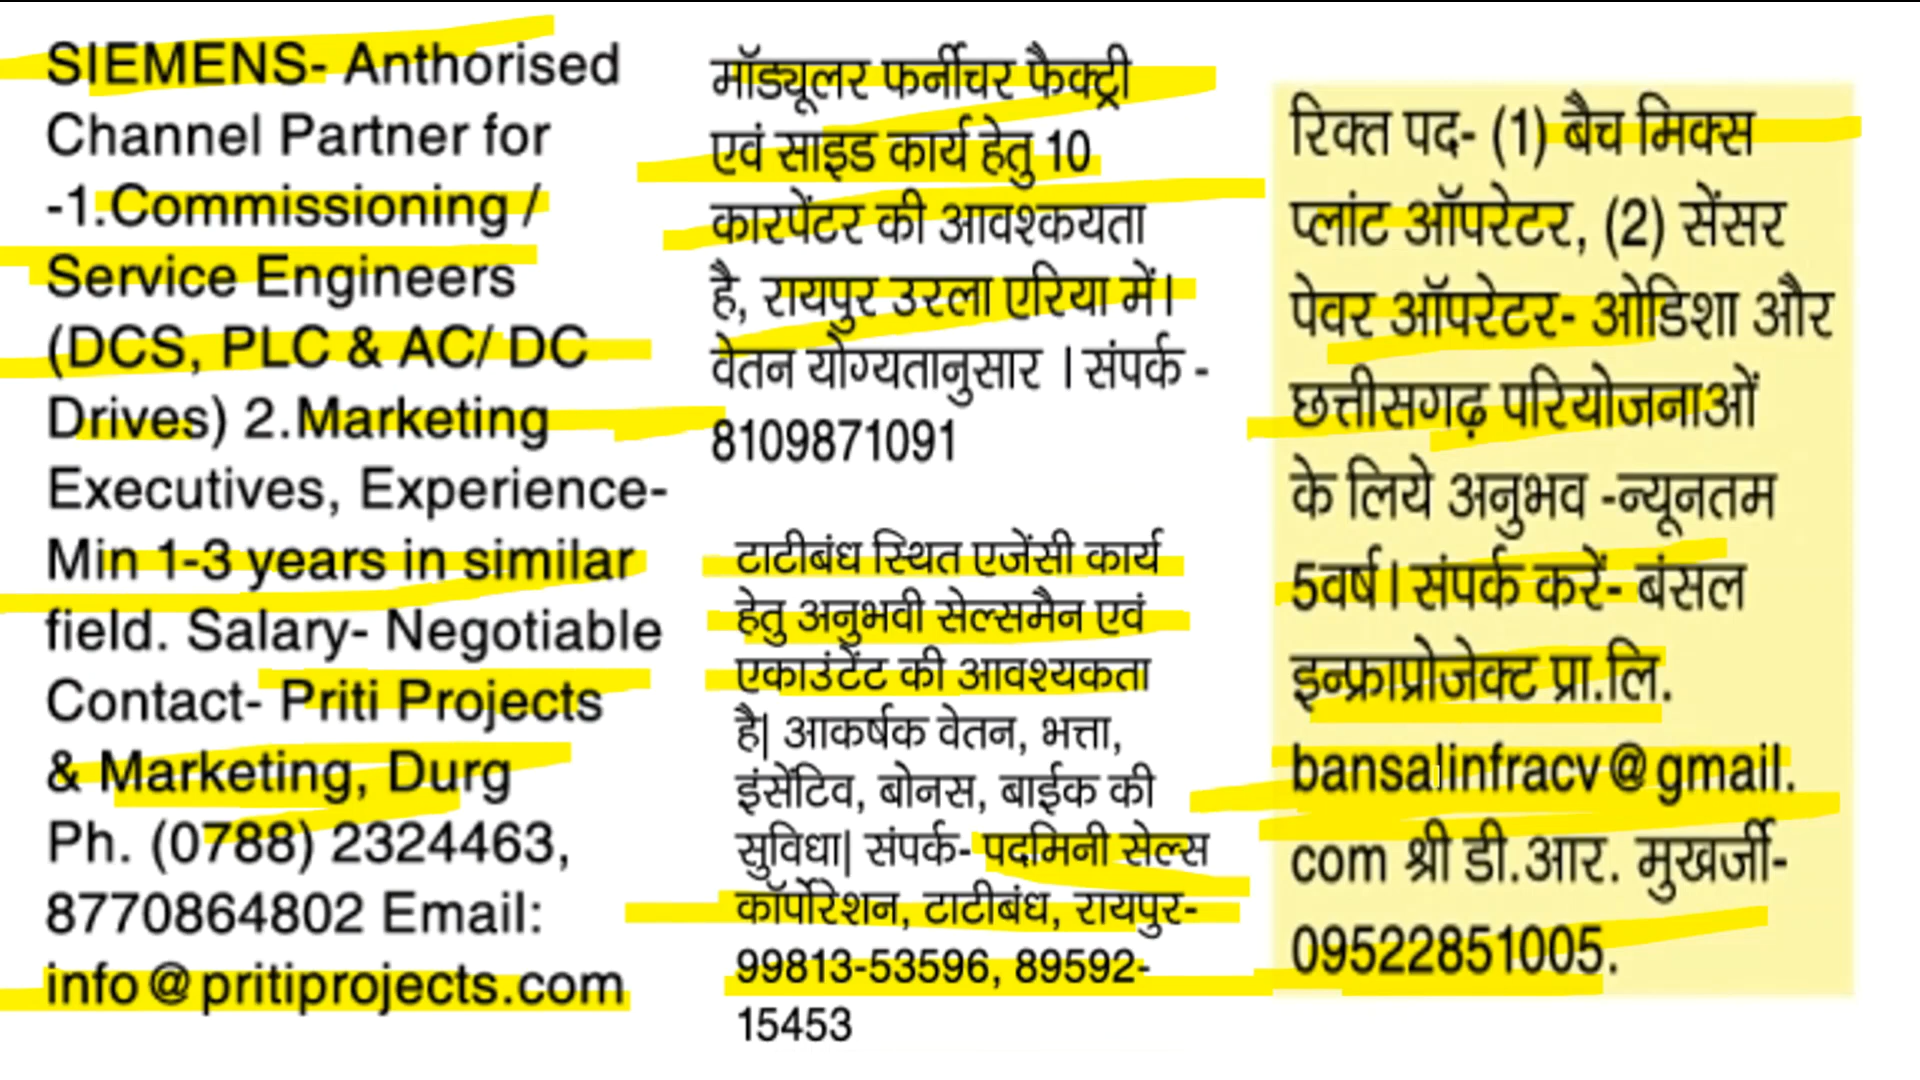 SIEMENS- Anthorised
Channel Partner for
-1.Commissioning /
Service Engineers
(DCS, PLC & AC/ DC
Drives) 2.Marketing
Executives, Experience-
Min 1-3 years in similar
field. Salary- Negotiable
Contact- Priti Projects
& Marketing, Durg
Ph. (0788) 2324463,
8770864802 Email:
info@pritiprojects.com
मॉड्यूलर फर्नीचर फैक्ट्री
एवं साइड कार्य हेतु 10
कारपेंटर की आवश्कयता
है, रायपुर उरला एरिया में।
वेतन योग्यतानुसार । संपर्क -
8109871091
टाटीबंध स्थित एजेंसी कार्य
हेतु अनुभवी सेल्समैन एवं
एकाउंटेंट की आवश्यकता
है| आकर्षक वेतन, भत्ता,
इंसेंटिव, बोनस, बाईक की
सुविधा| संपर्क- पदमिनी सेल्स
कॉर्पोरेशन, टाटीबंध, रायपुर-
99813-53596, 89592-
15453
रिक्त पद- (1) बैच मिक्स
प्लांट ऑपरेटर, (2) सेंसर
पेवर ऑपरेटर- ओडिशा और
छत्तीसगढ़ परियोजनाओं
के लिये अनुभव -न्यूनतम
5वर्ष। संपर्क करें- बंसल
इन्फ्राप्रोजेक्ट प्रा.लि.
bansalinfracv@gmail.
com श्री डी.आर. मुखर्जी-
09522851005.